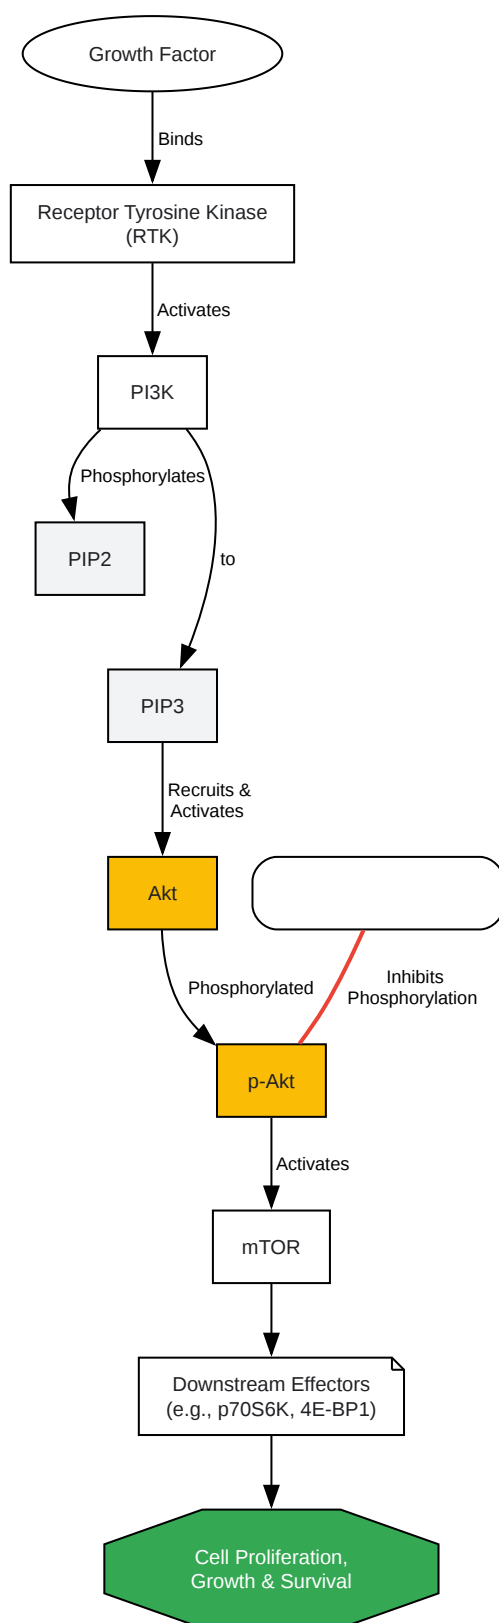 Growth Factor
Binds
Receptor Tyrosine Kinase
(RTK)
Activates
PI3K
Phosphorylates
PIP2
to
PIP3
Recruits &
Activates
Akt
Phosphorylated
Inhibits
Phosphorylation
p-Akt
Activates
mTOR
Downstream Effectors
(e.g., p70S6K, 4E-BP1)
Cell Proliferation,
Growth & Survival